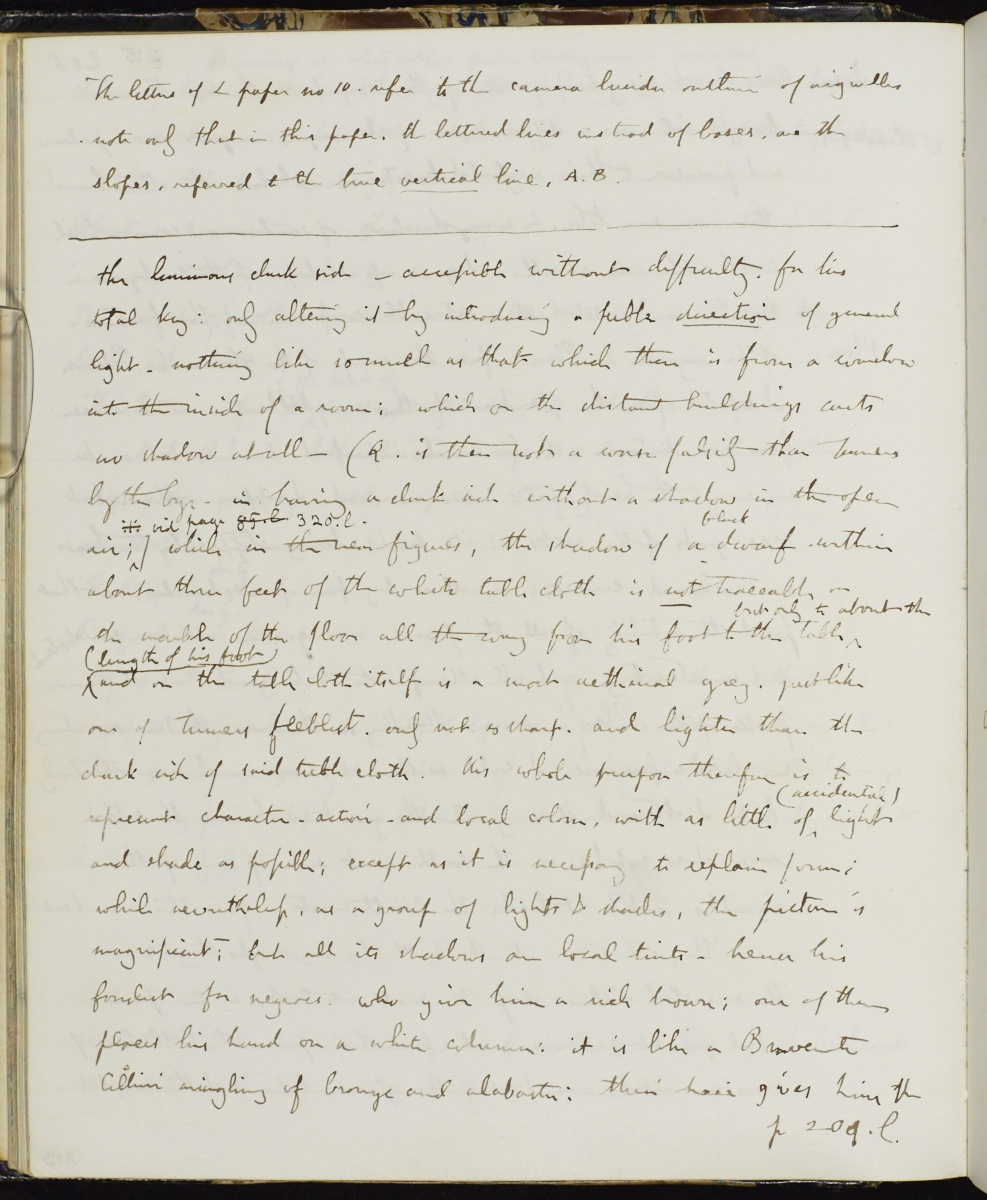 The letters of L paper no 10. refer to the camera lucida outline of aiguilles
note only that in this paper. the lettered lines instead of bases. are the
slopes, referred to the true vertical line, A.B.
the luminous dark side - accessible without difficulty. for his
total key: only altering it by introducing a subtle direction of general
light - nothing like so much as that which there is from a window
into the inside of a room; which on the distant buildings casts
no shadow at all - (Q. is then not a worse falsity than Turners
by the bye - in having a dark side without a shadow in the open
vid page 85.l 320.l.
air;] while in the near figures, the shadow of a black dwarf within
about three feet of the white table cloth is not traceable on
but only to about the
the marble of the floor all the way from his foot to the table
(length of his foot)
and on the table cloth itself is a most aetherial grey. just like
one of Turners feeblest. only not so sharp. and lighter than the
dark side of said table cloth. His whole purpose therefore is to
(accidental)
represent character - action - and local colour, with as little of light
and shade as possible; except as it is necessary to explain form;
while nevertheless, as a group of lights & shades, the picture is
magnificent; but all its shadows are local tints - hence his
fondness for negroes. who give him a rich brown; one of them
places his hand on a white column: it is like a Benvenuto
Cellini mingling of bronze and alabaster: their hair gives him the
p 209.l.